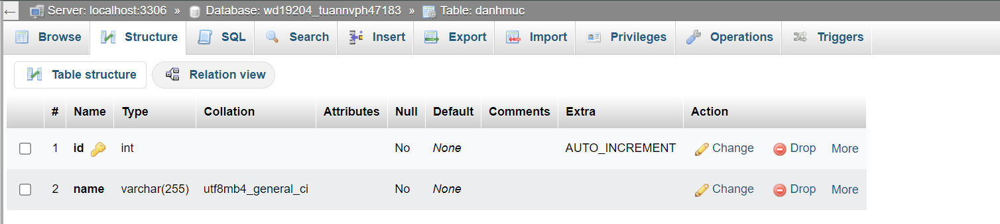 ← Server: localhost:3306 » Database: wd19204_tuannvph47183 » Table: danhmuc
Browse Structure SQL Search Insert Export Import Privileges Operations Triggers
Table structure Relation view
# Name Type Collation Attributes Null Default Comments Extra Action
1 id int No None AUTO_INCREMENT Change Drop More
2 name varchar(255) utf8mb4_general_ci No None Change Drop More